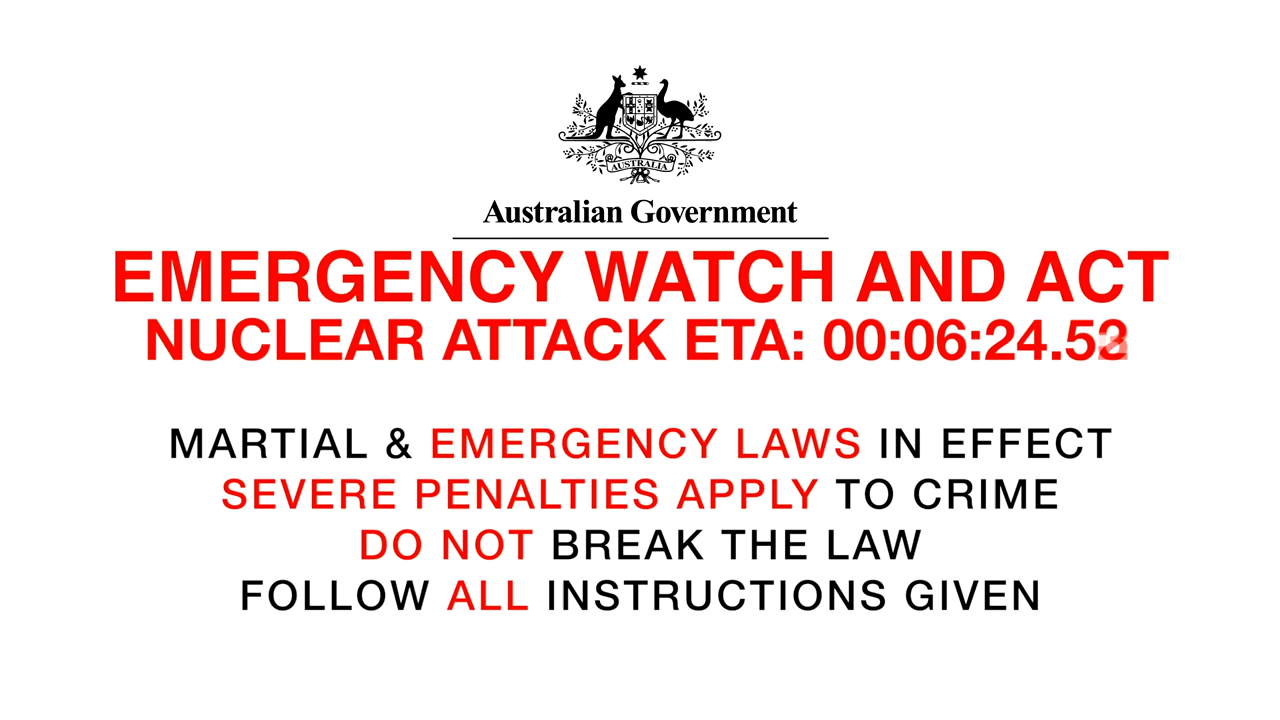 AUSTRALIA
Australian Government
EMERGENCY WATCH AND ACT
NUCLEAR ATTACK ETA: 00:06:24.53
MARTIAL & EMERGENCY LAWS IN EFFECT
SEVERE PENALTIES APPLY TO CRIME
DO NOT BREAK THE LAW
FOLLOW ALL INSTRUCTIONS GIVEN